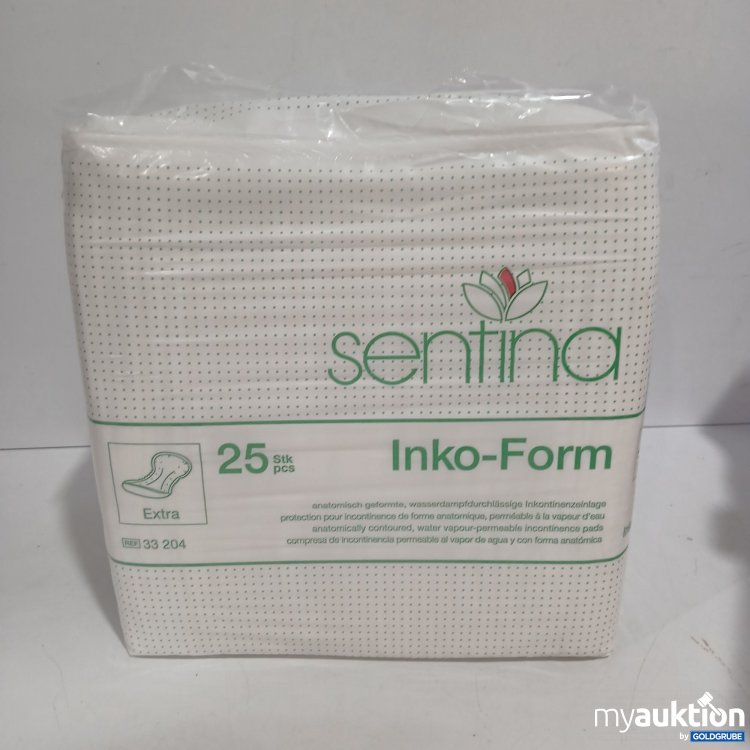 sentina
25 Stk
pcs
Inko-Form
Extra
REF 33 204
anatomisch geformte, wasserdampfdurchlässige Inkontinenzeinlage
protection pour incontinence de forme anatomique, perméable à la vapeur d'eau
anatomically contoured, water vapour-permeable incontinence pads
compresa de incontinencia permeable al vapor de agua y con forma anatómica
myauktion
by GOLDGRUBE